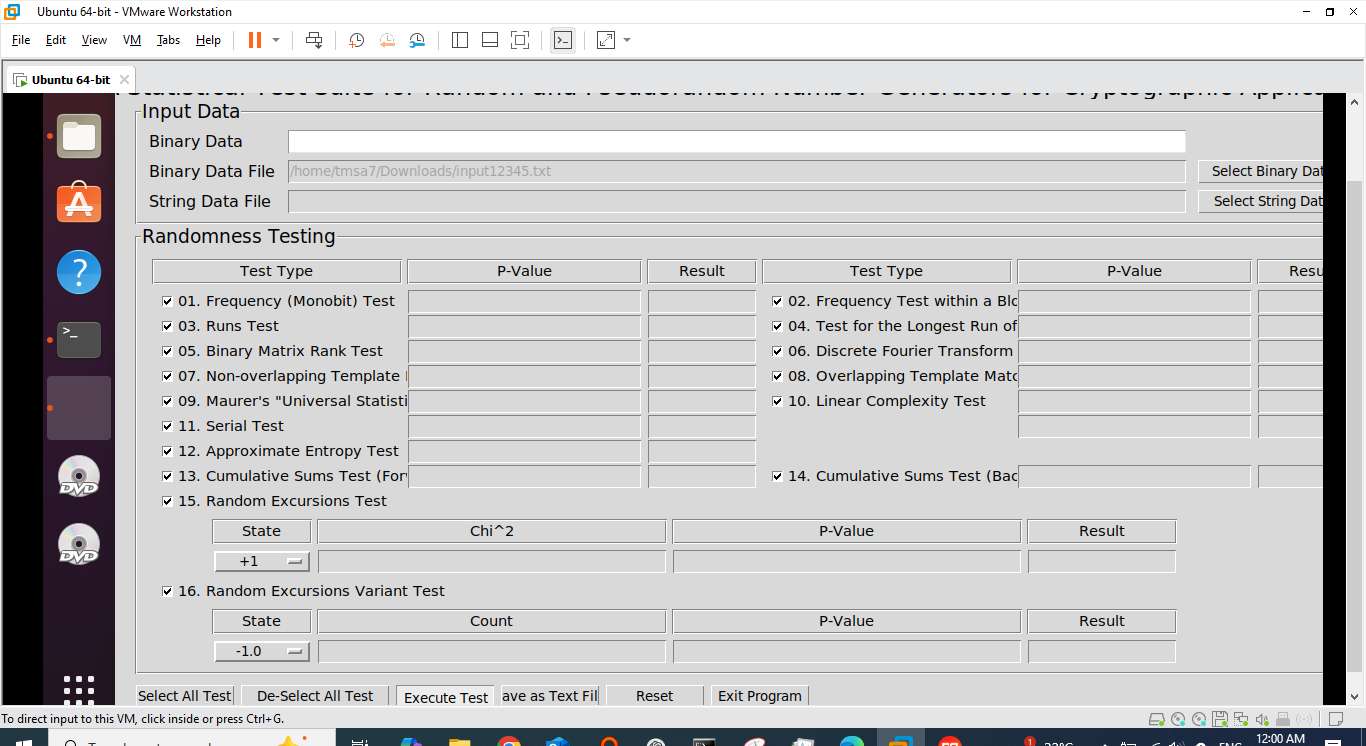 Ubuntu 64-bit - VMware Workstation
File Edit View VM Tabs Help
Ubuntu 64-bit
Statistical Test Suite for Random and Pseudorandom Number Generators for Cryptographic Applica
Input Data
Binary Data
Binary Data File /home/tmsa7/Downloads/input12345.txt Select Binary Dat
String Data File Select String Dat
Randomness Testing
Test Type P-Value Result Test Type P-Value Resu
01. Frequency (Monobit) Test 02. Frequency Test within a Blo
03. Runs Test 04. Test for the Longest Run of
05. Binary Matrix Rank Test 06. Discrete Fourier Transform
07. Non-overlapping Template 08. Overlapping Template Matc
09. Maurer's "Universal Statisti 10. Linear Complexity Test
11. Serial Test
12. Approximate Entropy Test
13. Cumulative Sums Test (For 14. Cumulative Sums Test (Bac
15. Random Excursions Test
State Chi^2 P-Value Result
+1
16. Random Excursions Variant Test
State Count P-Value Result
-1.0
Select All Test De-Select All Test Execute Test ave as Text Fil Reset Exit Program
To direct input to this VM, click inside or press Ctrl+G.
12:00 AM